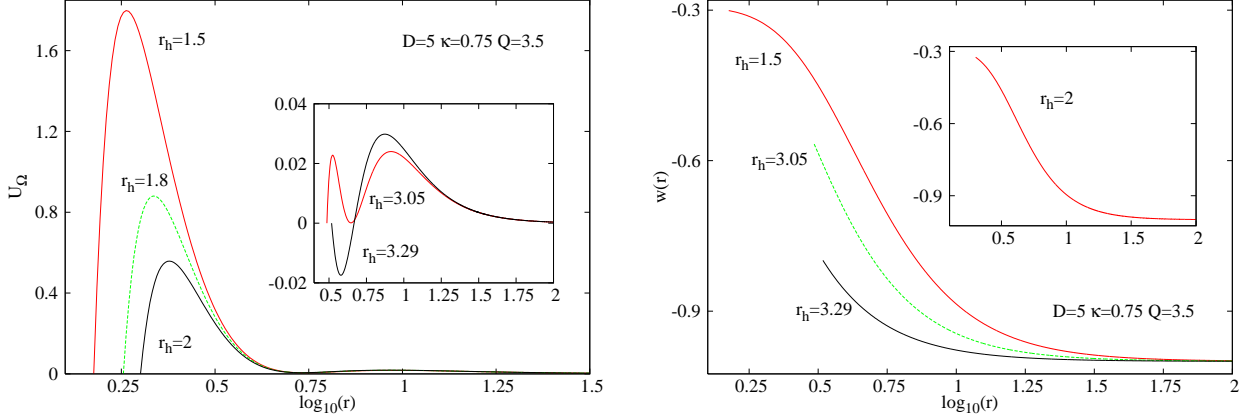 U_Ω
1.6
1.2
0.8
0.4
0
0.25
0.5
0.75
1
1.25
1.5
log10(r)
r_h=1.5
r_h=1.8
r_h=2
D=5 κ=0.75 Q=3.5
0.04
0.02
0
-0.02
0.5
0.75
1
1.25
1.5
1.75
2
r_h=3.05
r_h=3.29
w(r)
-0.3
-0.6
-0.9
0
0.25
0.5
0.75
1
1.25
1.5
1.75
2
log10(r)
r_h=1.5
r_h=3.05
r_h=3.29
D=5 κ=0.75 Q=3.5
-0.3
-0.6
-0.9
0.5
1
1.5
2
r_h=2